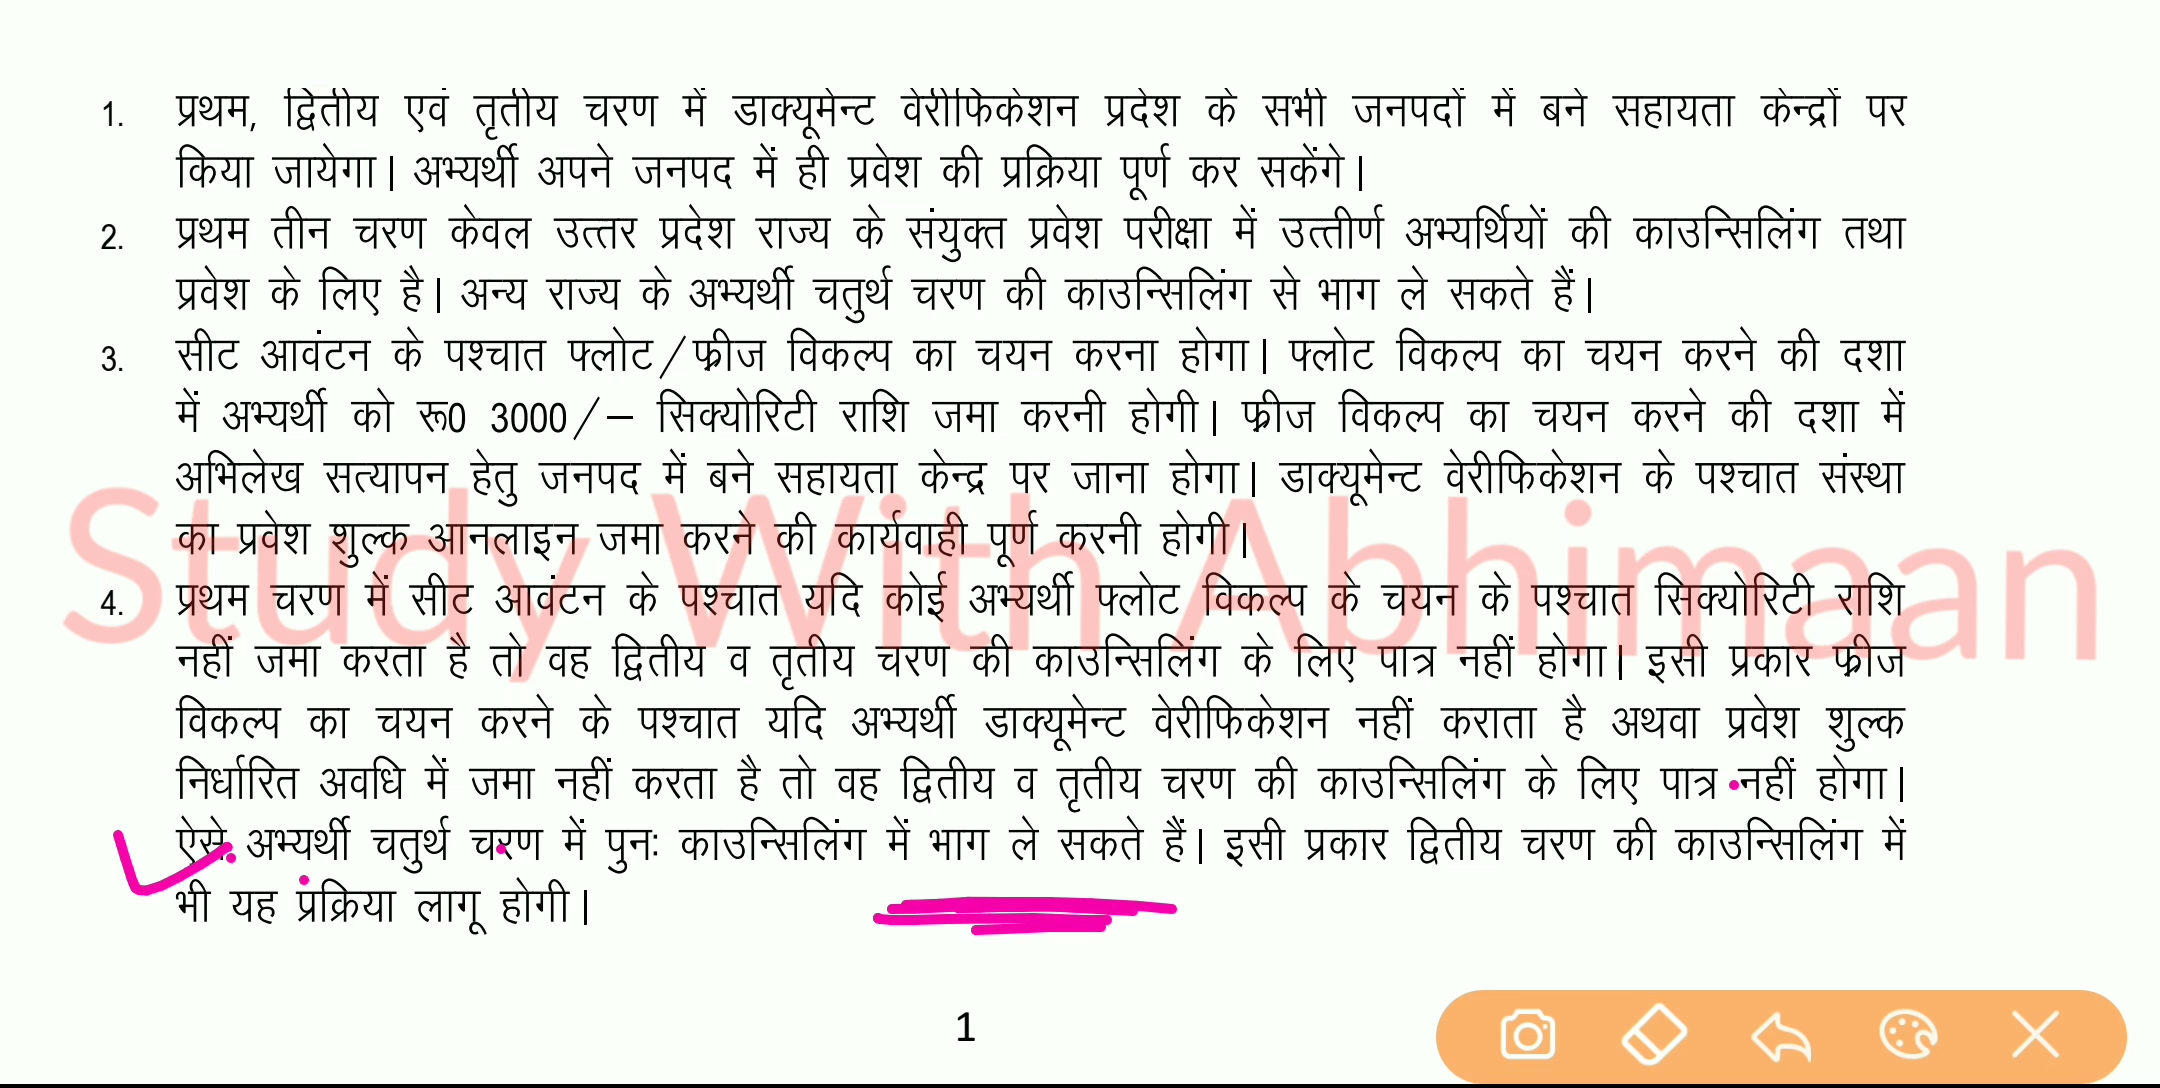 1. प्रथम, द्वितीय एवं तृतीय चरण में डाक्यूमेन्ट वेरीफिकेशन प्रदेश के सभी जनपदों में बने सहायता केन्द्रों पर
किया जायेगा। अभ्यर्थी अपने जनपद में ही प्रवेश की प्रक्रिया पूर्ण कर सकेंगे।
2. प्रथम तीन चरण केवल उत्तर प्रदेश राज्य के संयुक्त प्रवेश परीक्षा में उत्तीर्ण अभ्यर्थियों की काउन्सिलिंग तथा
प्रवेश के लिए है। अन्य राज्य के अभ्यर्थी चतुर्थ चरण की काउन्सिलिंग से भाग ले सकते हैं।
3. सीट आवंटन के पश्चात फ्लोट/फ्रीज विकल्प का चयन करना होगा। फ्लोट विकल्प का चयन करने की दशा
में अभ्यर्थी को रू0 3000/– सिक्योरिटी राशि जमा करनी होगी। फ्रीज विकल्प का चयन करने की दशा में
अभिलेख सत्यापन हेतु जनपद में बने सहायता केन्द्र पर जाना होगा। डाक्यूमेन्ट वेरीफिकेशन के पश्चात संस्था
का प्रवेश शुल्क आनलाइन जमा करने की कार्यवाही पूर्ण करनी होगी।
Study With Abhimaan
4. प्रथम चरण में सीट आवंटन के पश्चात यदि कोई अभ्यर्थी फ्लोट विकल्प के चयन के पश्चात सिक्योरिटी राशि
नहीं जमा करता है तो वह द्वितीय व तृतीय चरण की काउन्सिलिंग के लिए पात्र नहीं होगा। इसी प्रकार फ्रीज
विकल्प का चयन करने के पश्चात यदि अभ्यर्थी डाक्यूमेन्ट वेरीफिकेशन नहीं कराता है अथवा प्रवेश शुल्क
निर्धारित अवधि में जमा नहीं करता है तो वह द्वितीय व तृतीय चरण की काउन्सिलिंग के लिए पात्र नहीं होगा।
ऐसे अभ्यर्थी चतुर्थ चरण में पुनः काउन्सिलिंग में भाग ले सकते हैं। इसी प्रकार द्वितीय चरण की काउन्सिलिंग में
भी यह प्रक्रिया लागू होगी।
1